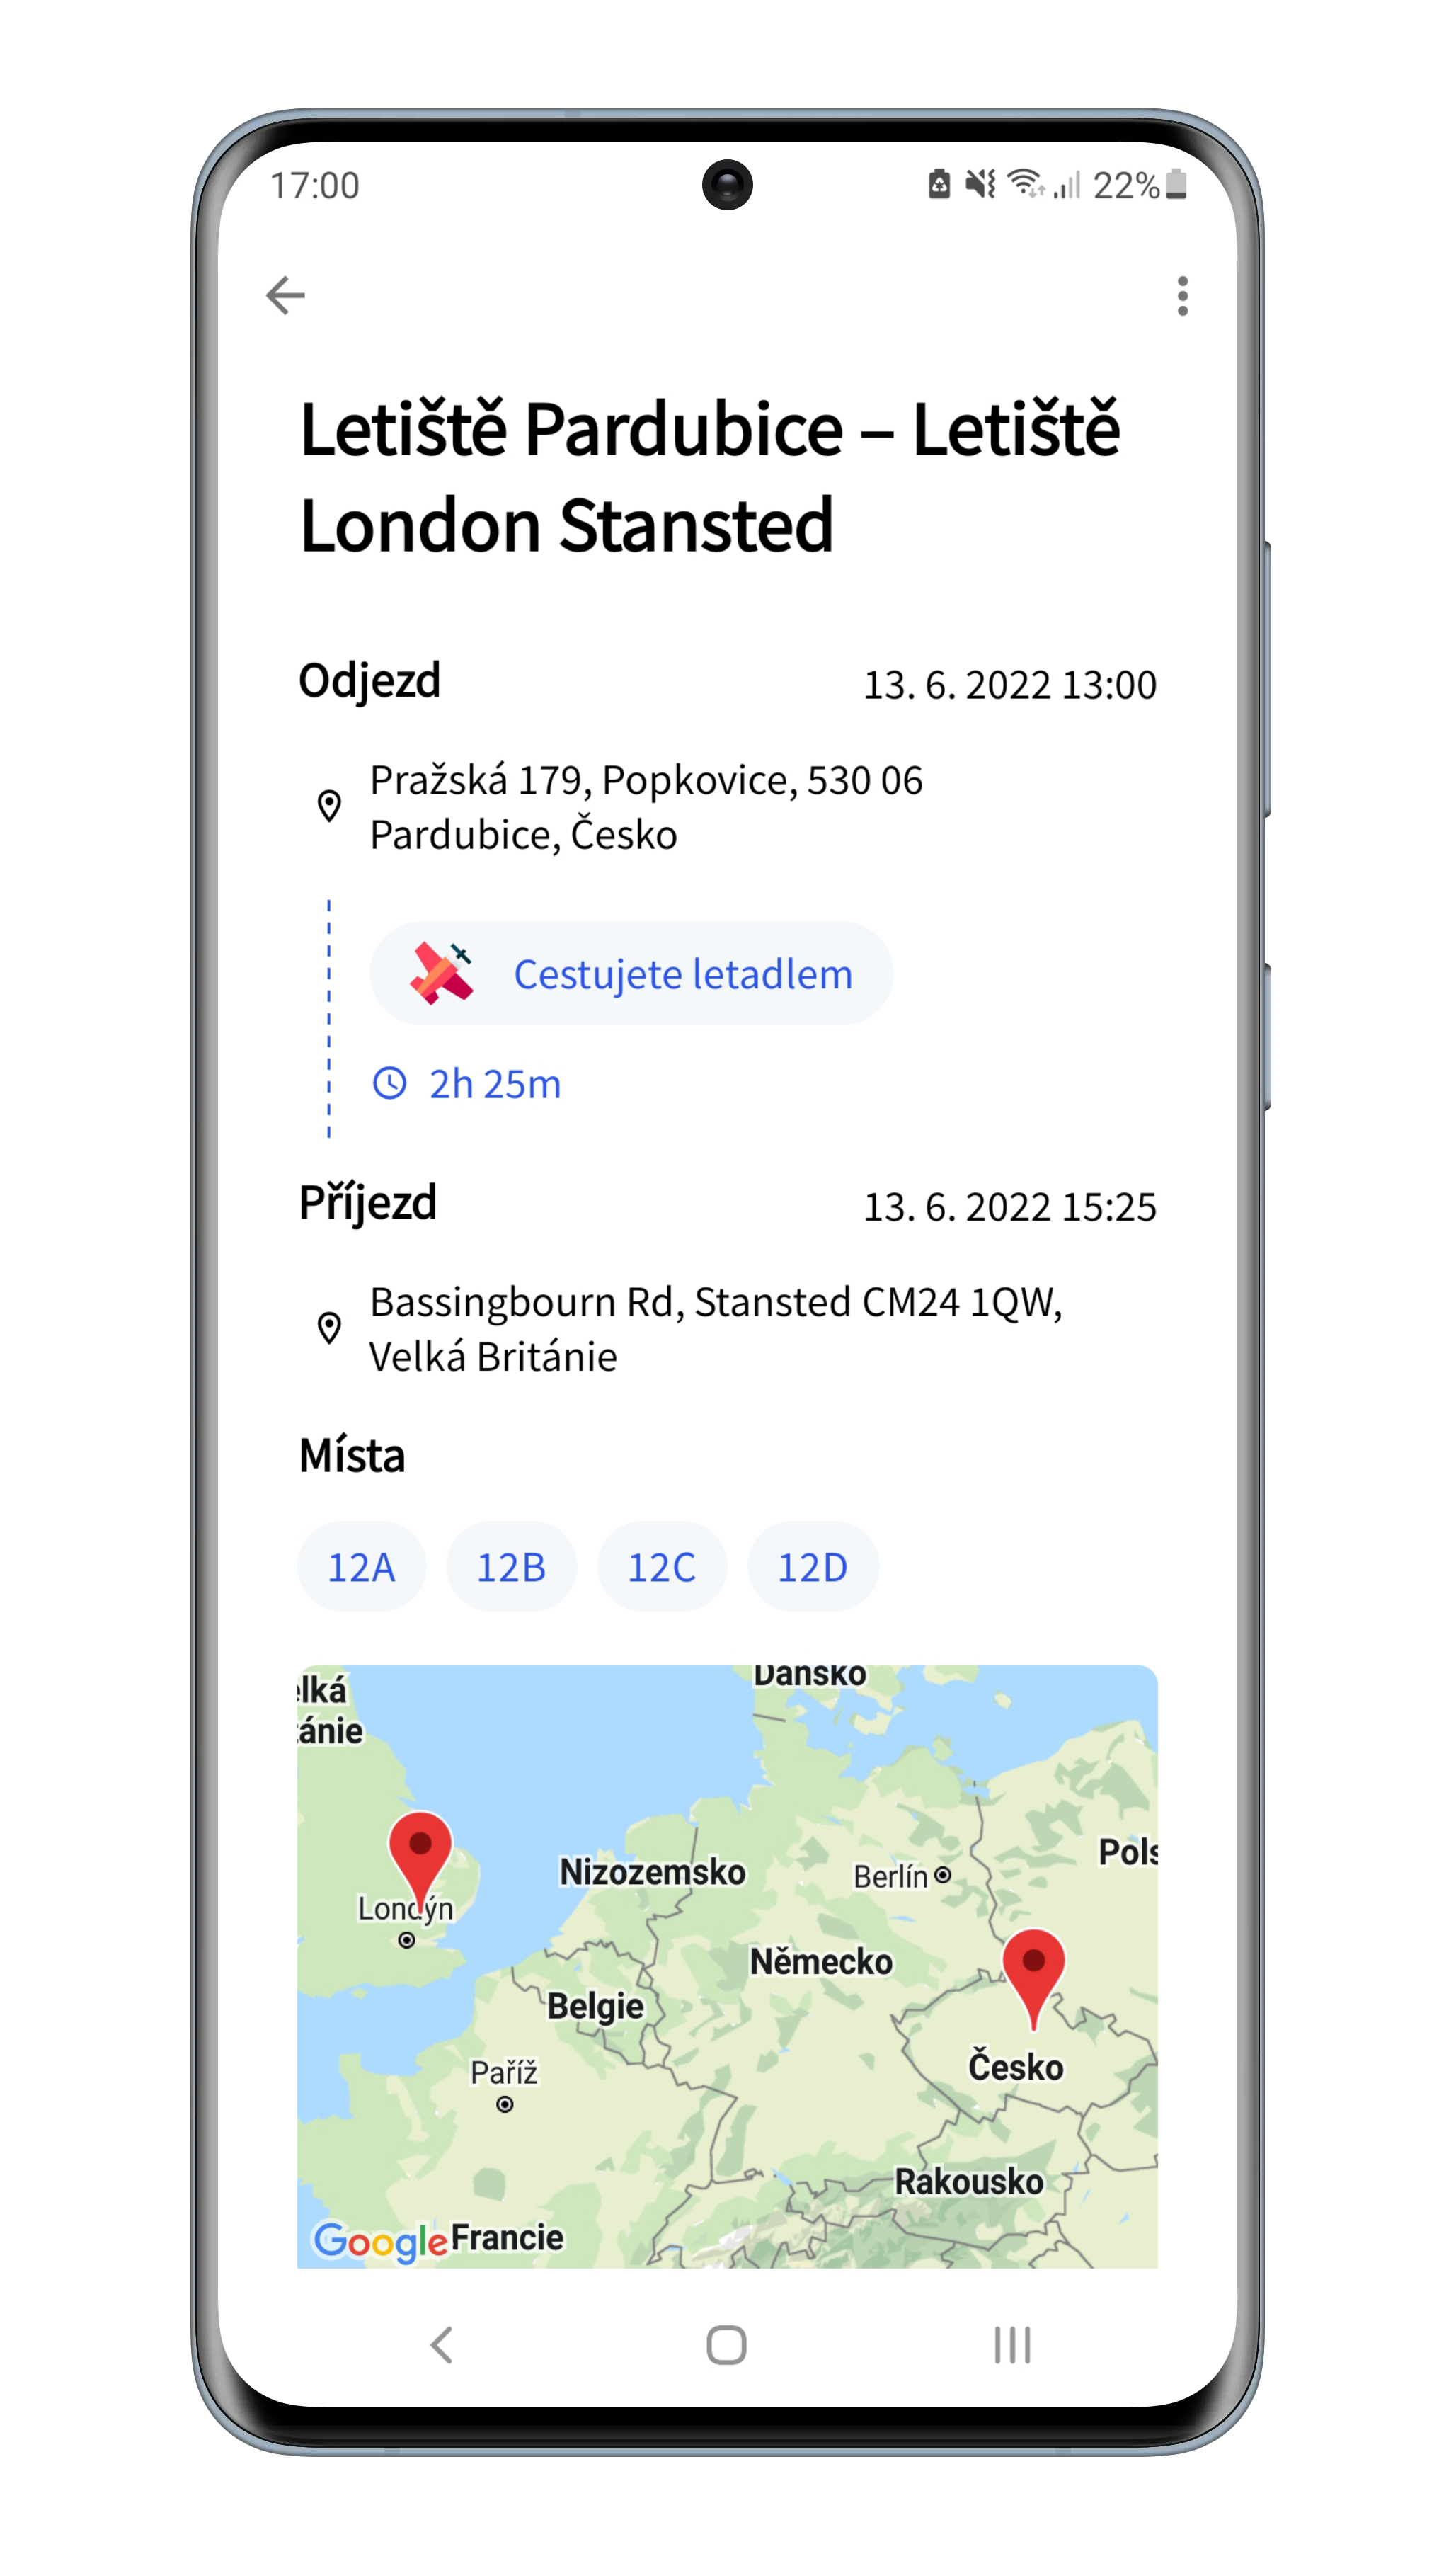 17:00
22%
Letiště Pardubice – Letiště
London Stansted
Odjezd
13. 6. 2022 13:00
Pražská 179, Popkovice, 530 06
Pardubice, Česko
Cestujete letadlem
2h 25m
Příjezd
13. 6. 2022 15:25
Bassingbourn Rd, Stansted CM24 1QW,
Velká Británie
Místa
12A 12B 12C 12D
Dánsko
elká
tánie
Pols
Nizozemsko
Berlín
Londýn
Německo
Belgie
Česko
Paříž
Rakousko
Google
Francie